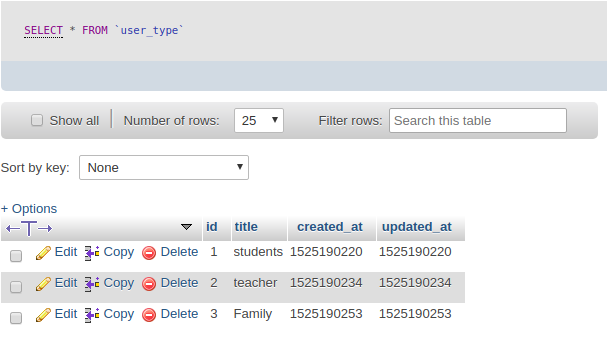 SELECT * FROM `user_type`
Show all Number of rows: 25 Filter rows: Search this table
Sort by key: None
+ Options
id title created_at updated_at
Edit Copy Delete 1 students 1525190220 1525190220
Edit Copy Delete 2 teacher 1525190234 1525190234
Edit Copy Delete 3 Family 1525190253 1525190253